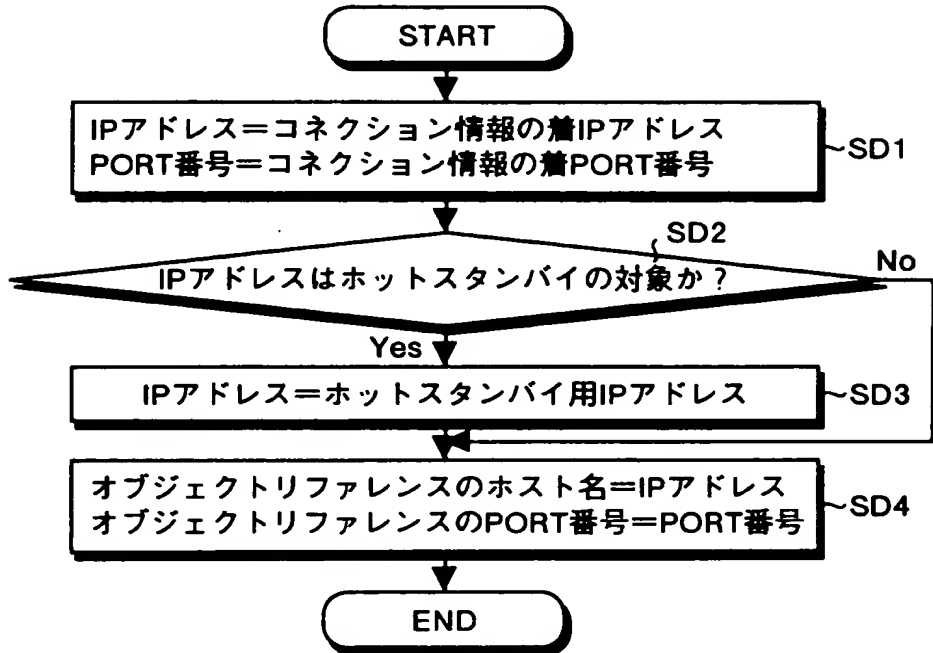 START
IPアドレス＝コネクション情報の着IPアドレス
PORT番号＝コネクション情報の着PORT番号
SD1
SD2
IPアドレスはホットスタンバイの対象か？
No
Yes
IPアドレス＝ホットスタンバイ用IPアドレス
SD3
オブジェクトリファレンスのホスト名＝IPアドレス
オブジェクトリファレンスのPORT番号＝PORT番号
SD4
END